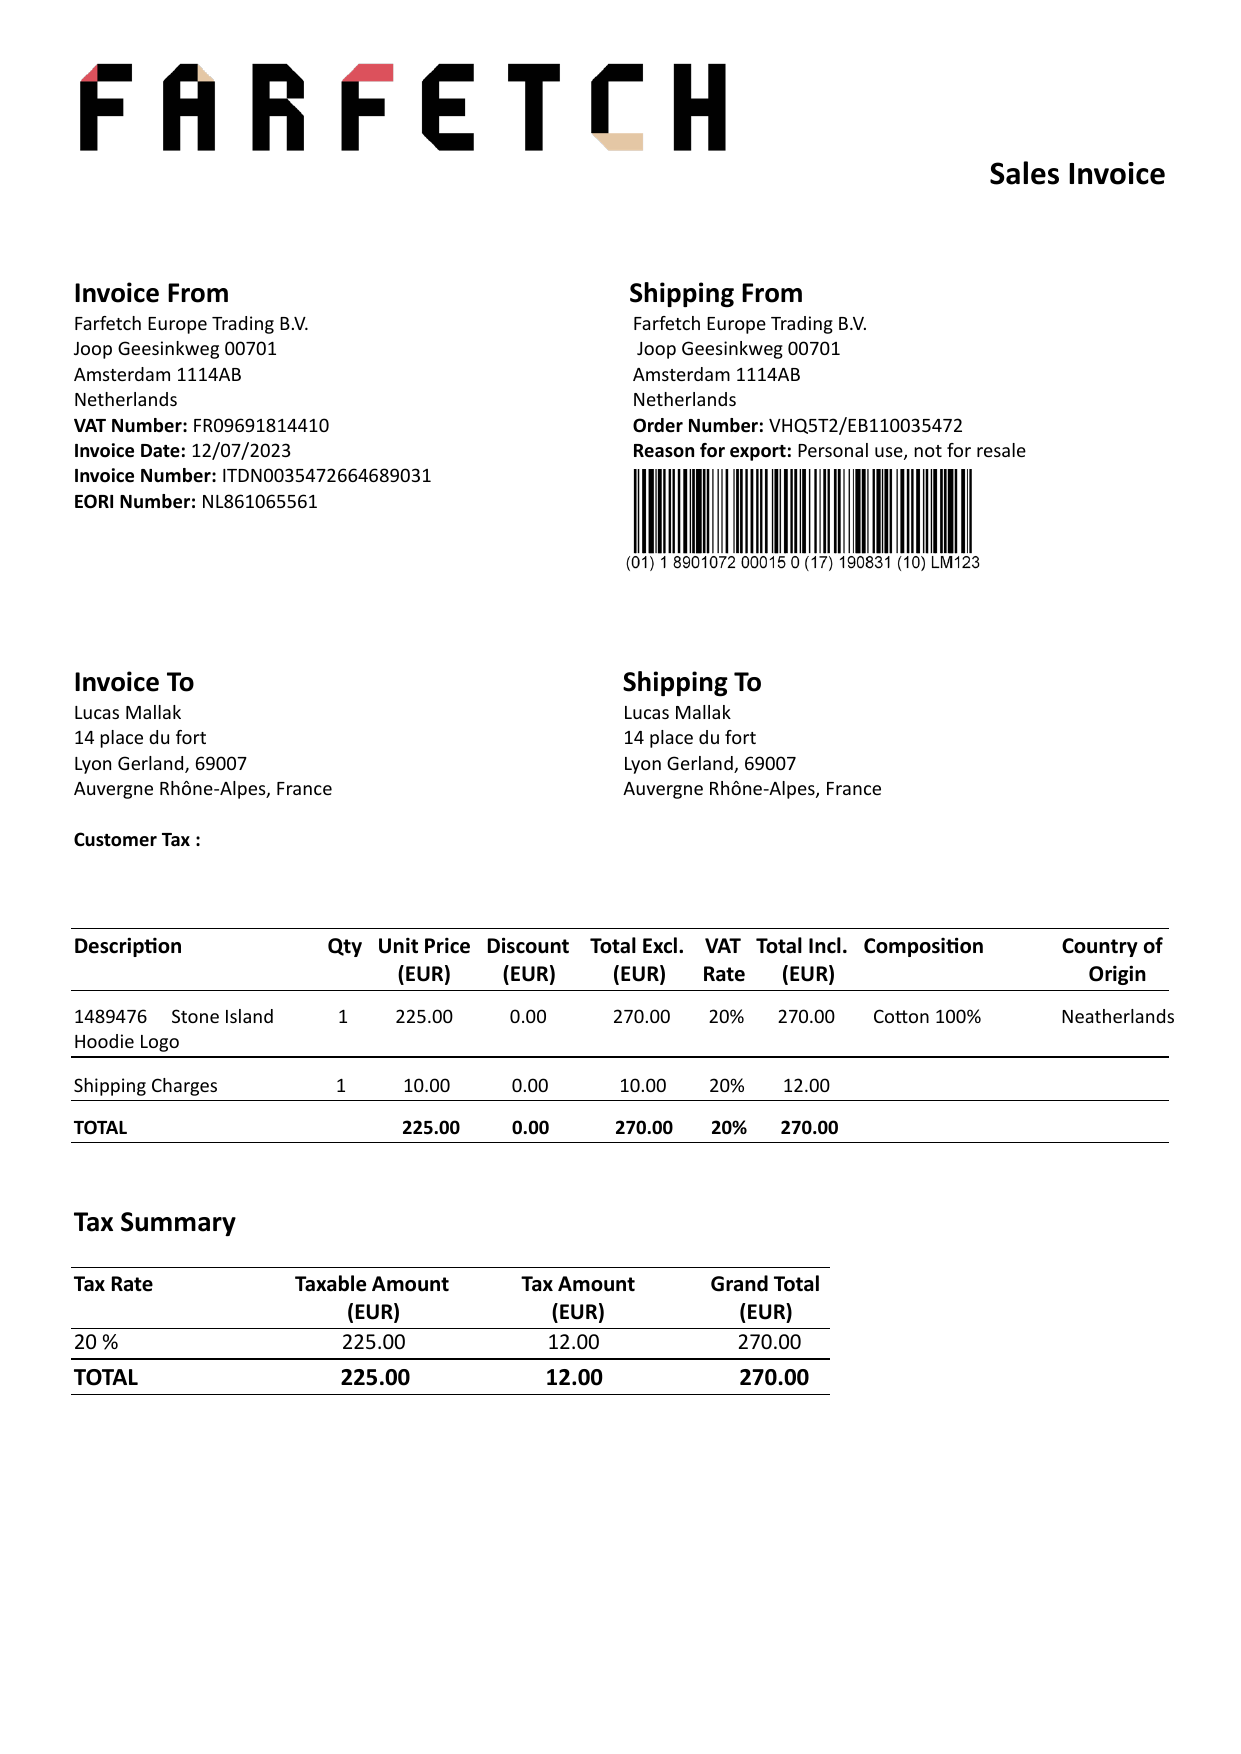 FARFETCH
Sales Invoice
Invoice From
Farfetch Europe Trading B.V.
Joop Geesinkweg 00701
Amsterdam 1114AB
Netherlands
VAT Number: FR09691814410
Invoice Date: 12/07/2023
Invoice Number: ITDN0035472664689031
EORI Number: NL861065561
Shipping From
Farfetch Europe Trading B.V.
Joop Geesinkweg 00701
Amsterdam 1114AB
Netherlands
Order Number: VHQ5T2/EB110035472
Reason for export: Personal use, not for resale
(01) 1 8901072 00015 0 (17) 190831 (10) LM123
Invoice To
Lucas Mallak
14 place du fort
Lyon Gerland, 69007
Auvergne Rhône-Alpes, France
Customer Tax :
Shipping To
Lucas Mallak
14 place du fort
Lyon Gerland, 69007
Auvergne Rhône-Alpes, France
Description Qty Unit Price Discount Total Excl. VAT Total Incl. Composition Country of
(EUR) (EUR) (EUR) Rate (EUR) Origin
1489476 Stone Island 1 225.00 0.00 270.00 20% 270.00 Cotton 100% Neatherlands
Hoodie Logo
Shipping Charges 1 10.00 0.00 10.00 20% 12.00
TOTAL 225.00 0.00 270.00 20% 270.00
Tax Summary
Tax Rate Taxable Amount Tax Amount Grand Total
(EUR) (EUR) (EUR)
20 % 225.00 12.00 270.00
TOTAL 225.00 12.00 270.00